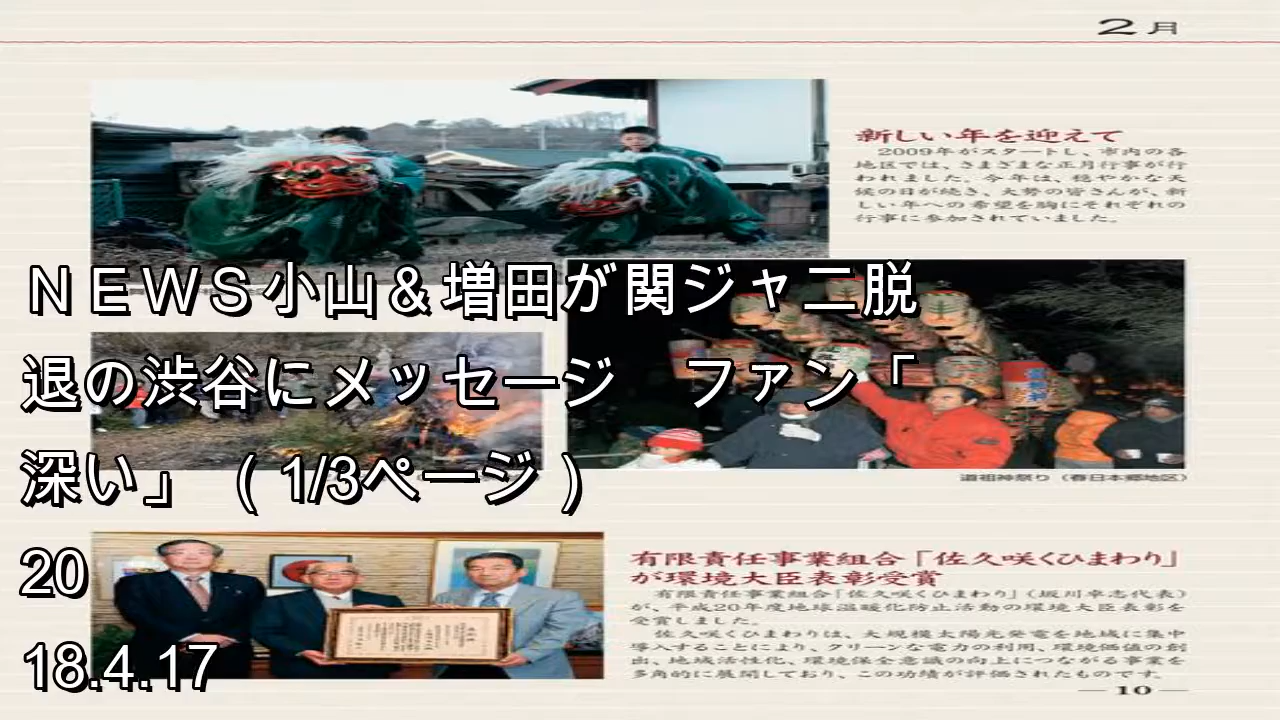 2月
新しい年を迎えて
2009年がスタートし、市内の各
地区では、さまざまな正月行事が行
われました。今年は、穏やかな天
候の日が続き、大勢の皆さんが、新
しい年への希望を胸にそれぞれの
行事に参加されていました。
NEWS小山&増田が関ジャニ脱
退の渋谷にメッセージ ファン「
深い」(1/3ページ)
20
18.4.17
道祖神祭り(春日本郷地区)
有限責任事業組合「佐久咲くひまわり」
が環境大臣表彰受賞
有限責任事業組合「佐久咲くひまわり」(堀川卓志代表)
が、平成20年度地球温暖化防止活動の環境大臣表彰を
受賞しました。
佐久咲くひまわりは、大規模太陽光発電を地域に集中
導入することにより、クリーンな電力の利用、環境価値の創
出、地域活性化、環境保全意識の向上につながる事業を
多角的に展開しており、この功績が評価されたものです。
10